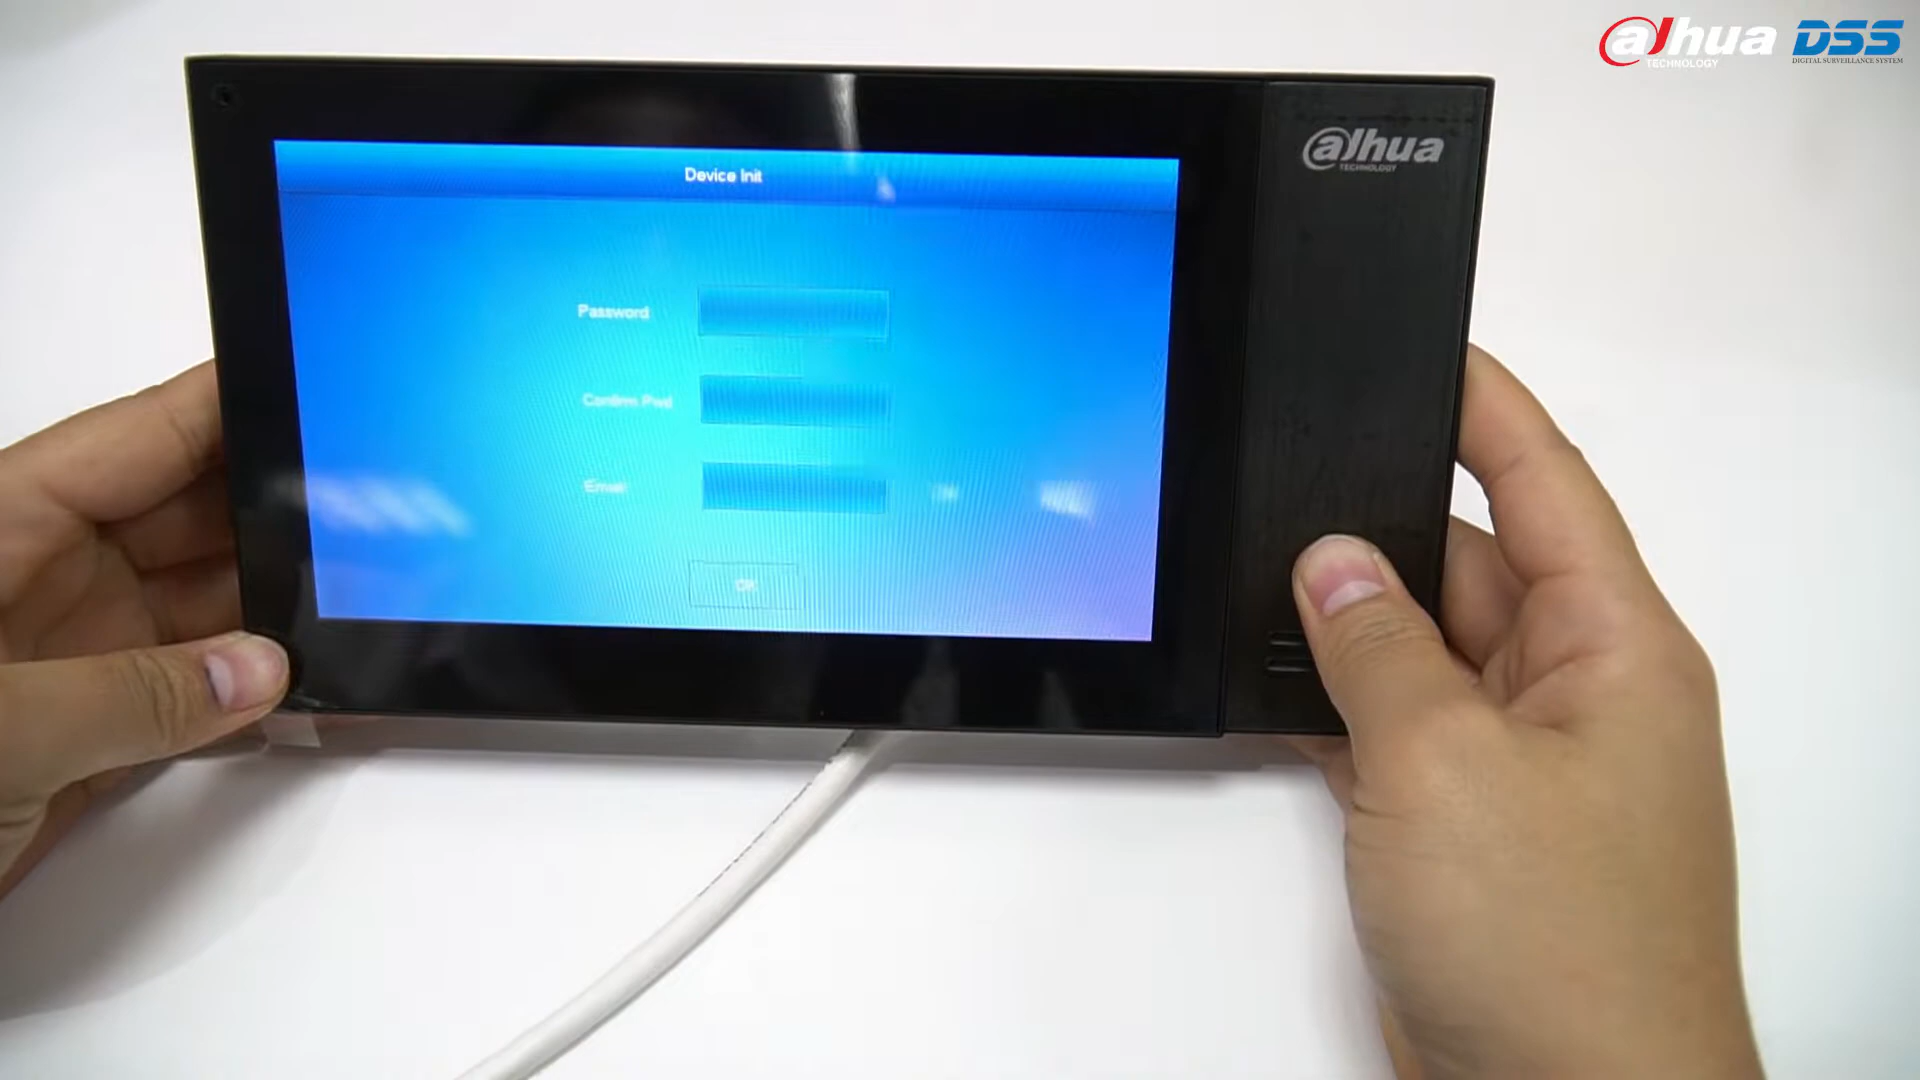 alhua DSS
TECHNOLOGY DIGITAL SURVEILLANCE SYSTEM
alhua
TECHNOLOGY
Device Init
Password
Confirm Pwd
Email
OK